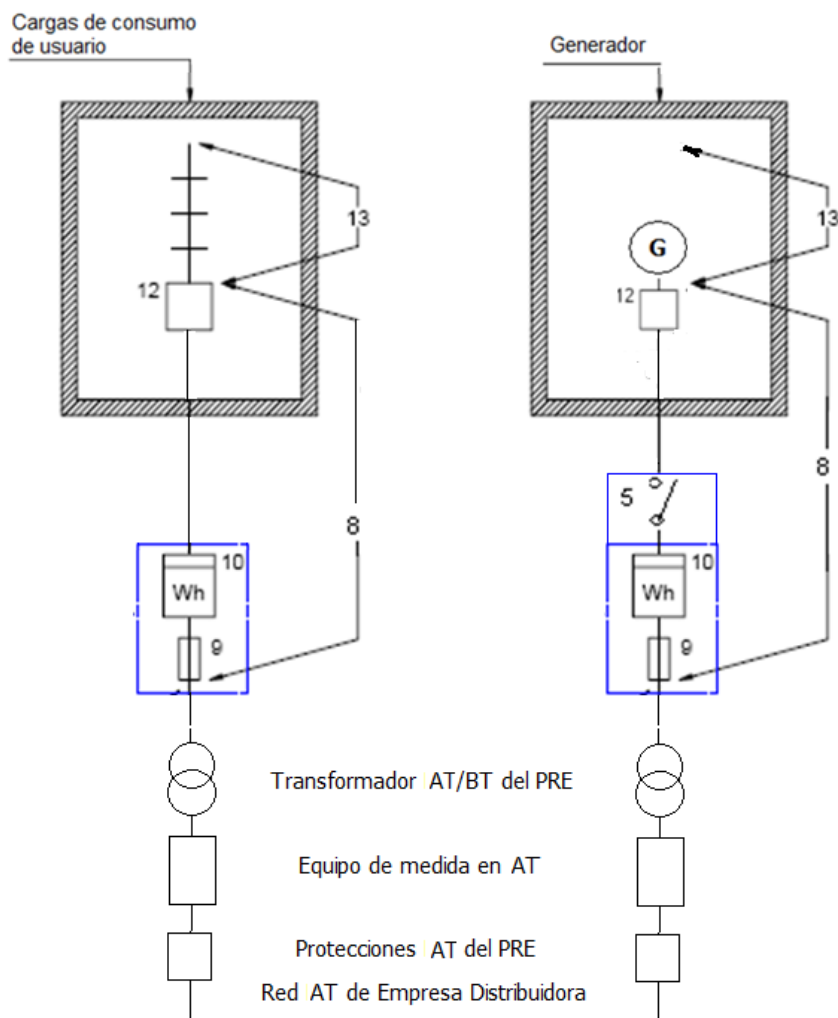 Cargas de consumo
de usuario
Generador
13
13
12
12
G
8
8
5
10
Wh
9
10
Wh
9
Transformador AT/BT del PRE
Equipo de medida en AT
Protecciones AT del PRE
Red AT de Empresa Distribuidora